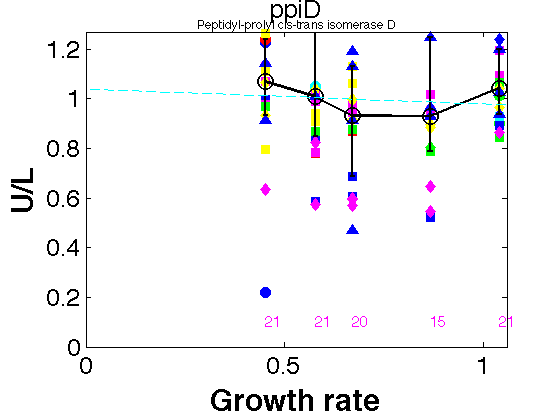 ppiD
Peptidyl-prolyl cis-trans isomerase D
1.2
1
0.8
0.6
0.4
0.2
0
U/L
21 21 20 15 21
0 0.5 1
Growth rate